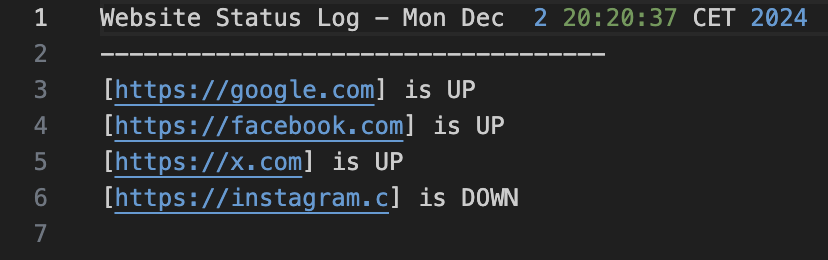 1 Website Status Log - Mon Dec  2 20:20:37 CET 2024
2 -----------------------------------
3 [https://google.com] is UP
4 [https://facebook.com] is UP
5 [https://x.com] is UP
6 [https://instagram.c] is DOWN
7